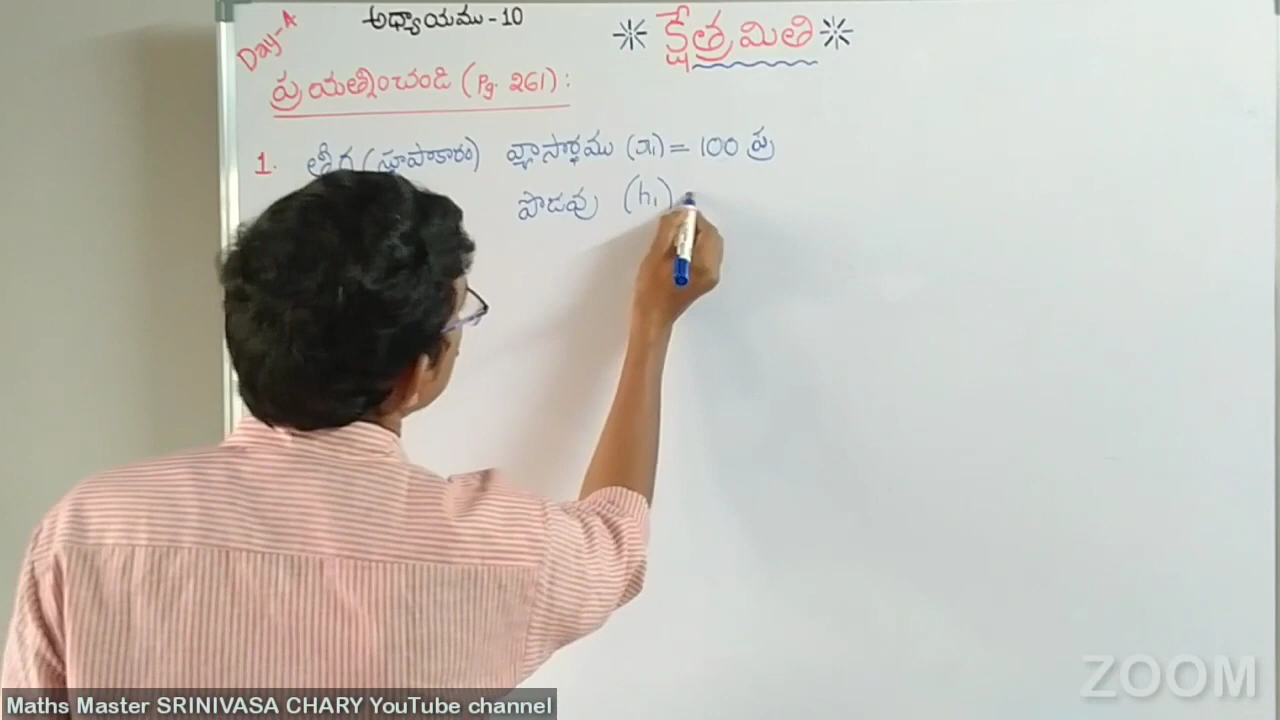 Day-4
అధ్యాయము - 10
* క్షేత్రమితి *
ప్రయత్నించండి (Pg. 261) :
1. తీగ (స్థూపాకారం) వ్యాసార్థము (r1) = 100 ప్ర
పొడవు (h1)
Maths Master SRINIVASA CHARY YouTube channel
ZOOM